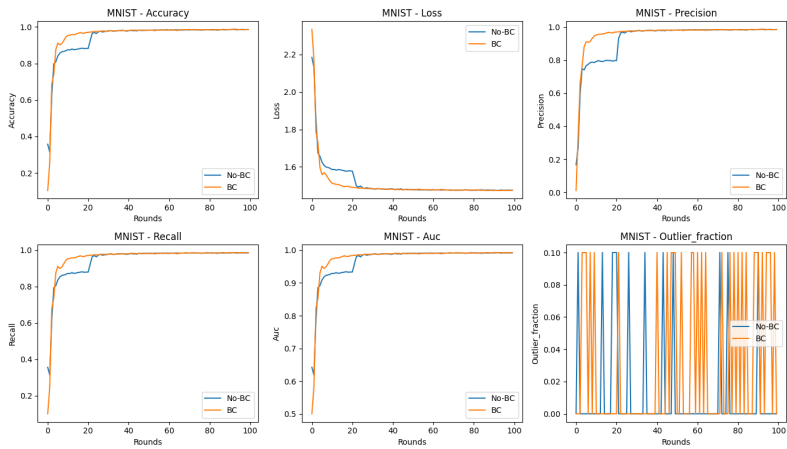 MNIST - Accuracy
1.0
0.8
0.6
0.4
0.2
Accuracy
0
20
40
60
80
100
Rounds
No-BC
BC
MNIST - Loss
2.2
2.0
1.8
1.6
Loss
0
20
40
60
80
100
Rounds
No-BC
BC
MNIST - Precision
1.0
0.8
0.6
0.4
0.2
0.0
Precision
0
20
40
60
80
100
Rounds
No-BC
BC
MNIST - Recall
1.0
0.8
0.6
0.4
0.2
Recall
0
20
40
60
80
100
Rounds
No-BC
BC
MNIST - Auc
1.0
0.9
0.8
0.7
0.6
0.5
Auc
0
20
40
60
80
100
Rounds
No-BC
BC
MNIST - Outlier_fraction
0.10
0.08
0.06
0.04
0.02
0.00
Outlier_fraction
0
20
40
60
80
100
Rounds
No-BC
BC